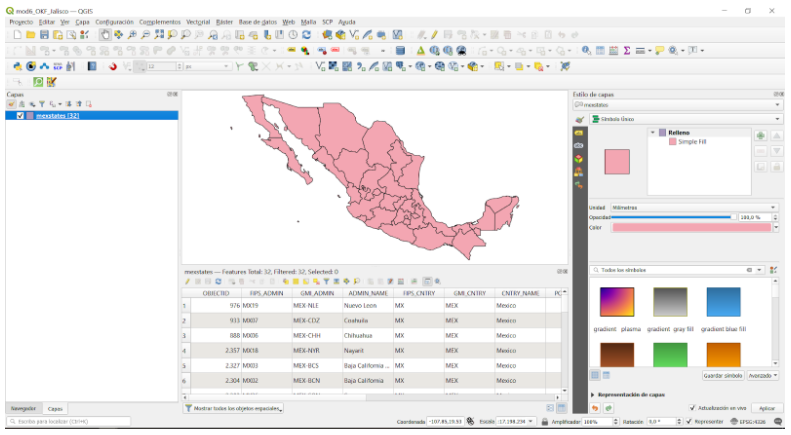 mod6_OKF_Jalisco — QGIS
Proyecto Editar Ver Capa Configuración Complementos Vectorial Ráster Base de datos Web Malla SCP Ayuda
12 px
Capas
mexstates [32]
Navegador Capas
mexstates — Features Total: 32, Filtered: 32, Selected: 0
OBJECTID FIPS_ADMIN GMI_ADMIN ADMIN_NAME FIPS_CNTRY GMI_CNTRY CNTRY_NAME
1 976 MX19 MEX-NLE Nuevo Leon MX MEX Mexico
2 933 MX07 MEX-CDZ Coahuila MX MEX Mexico
3 888 MX06 MEX-CHH Chihuahua MX MEX Mexico
4 2.357 MX18 MEX-NYR Nayarit MX MEX Mexico
5 2.327 MX03 MEX-BCS Baja California ... MX MEX Mexico
6 2.304 MX02 MEX-BCN Baja California MX MEX Mexico
Mostrar todos los objetos espaciales
Estilo de capas
mexstates
Símbolo Único
Relleno
Simple Fill
Unidad Milímetros
Opacidad 100,0 %
Color
Todos los símbolos
gradient plasma gradient gray fill gradient blue fill
Guardar símbolo Avanzado
Representación de capas
Actualización en vivo Aplicar
Escriba para localizar (Ctrl+K)
Coordenada -107.85,19.53 Escala 1:17.198.234 Amplificador 100% Rotación 0,0 ° Representar EPSG:4326